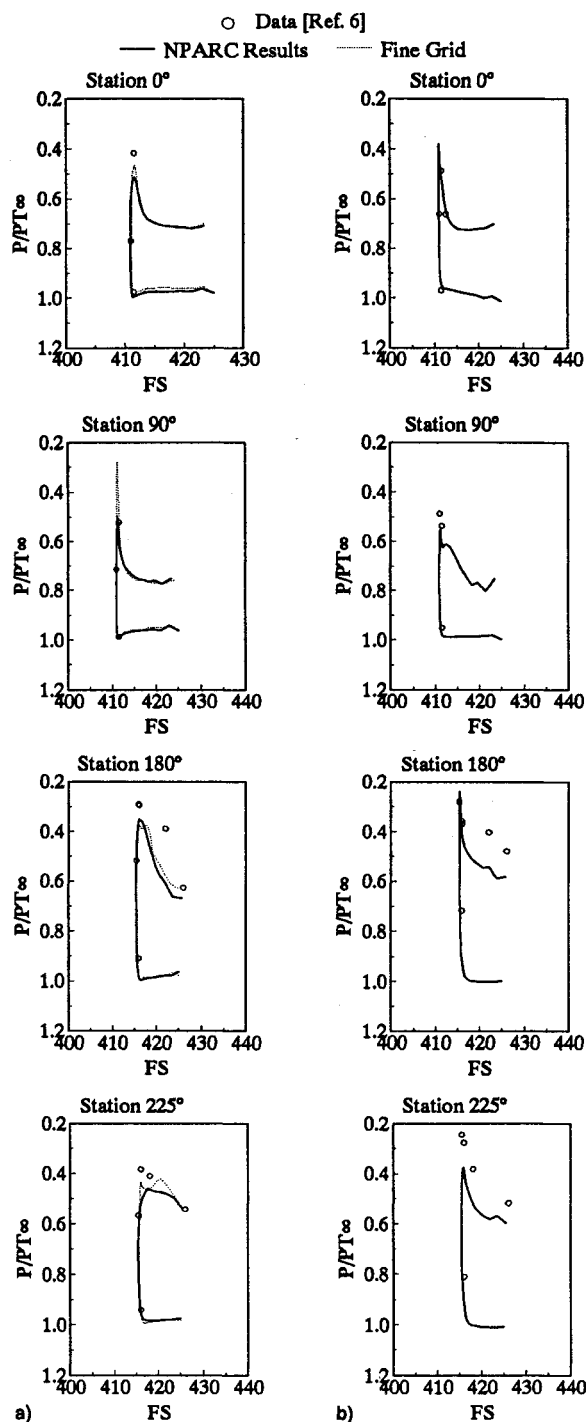 ○ Data [Ref. 6]
NPARC Results Fine Grid
Station 0° Station 0°
0.2 0.2
0.4 0.4
0.6 0.6
P/PT∞ P/PT∞
0.8 0.8
1.0 1.0
1.2 1.2
400 410 420 430 400 410 420 430 440
FS FS
Station 90° Station 90°
0.2 0.2
0.4 0.4
0.6 0.6
P/PT∞ P/PT∞
0.8 0.8
1.0 1.0
1.2 1.2
400 410 420 430 440 400 410 420 430 440
FS FS
Station 180° Station 180°
0.2 0.2
0.4 0.4
0.6 0.6
P/PT∞ P/PT∞
0.8 0.8
1.0 1.0
1.2 1.2
400 410 420 430 440 400 410 420 430 440
FS FS
Station 225° Station 225°
0.2 0.2
0.4 0.4
0.6 0.6
P/PT∞ P/PT∞
0.8 0.8
1.0 1.0
1.2 1.2
400 410 420 430 440 400 410 420 430 440
a) FS b) FS